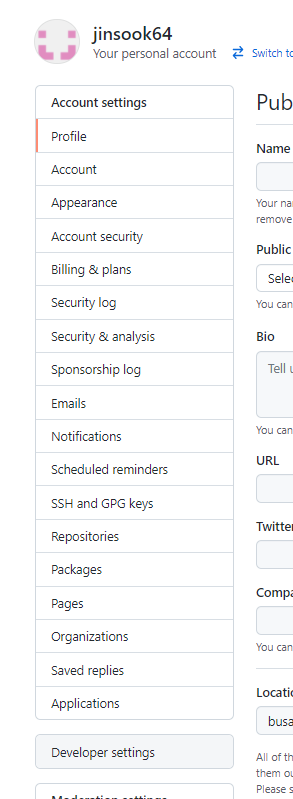 jinsook64
Your personal account
Switch to
Account settings
Profile
Account
Appearance
Account security
Billing & plans
Security log
Security & analysis
Sponsorship log
Emails
Notifications
Scheduled reminders
SSH and GPG keys
Repositories
Packages
Pages
Organizations
Saved replies
Applications
Developer settings
Moderation settings
Pub
Name
Your na
remove
Public
Selec
You can
Bio
Tell u
You can
URL
Twitter
Compa
You can
Locatio
busa
All of th
them ou
Please s